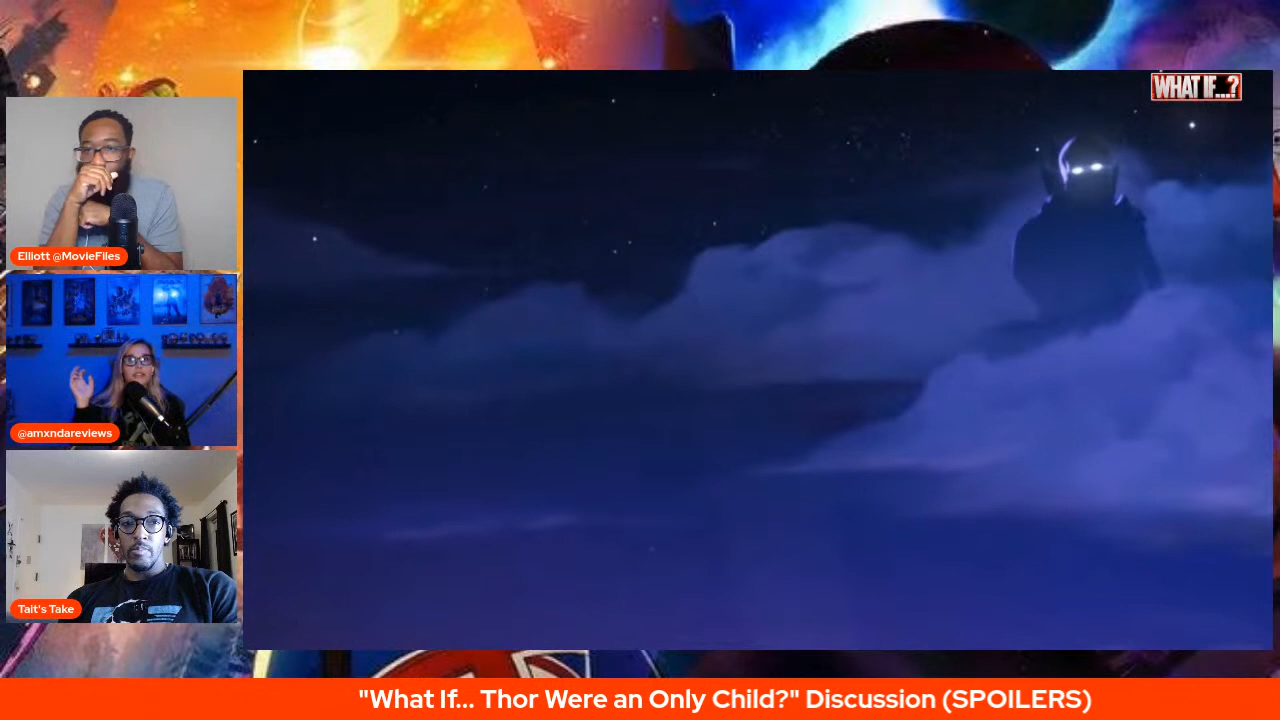 WHAT IF...?
Elliott @MovieFiles
@amxndareviews
Tait's Take
"What If... Thor Were an Only Child?" Discussion (SPOILERS)